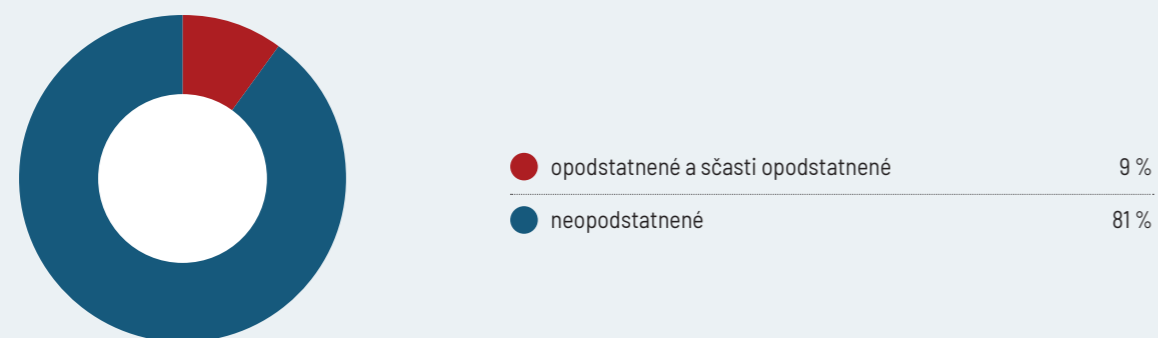 opodstatnené a sčasti opodstatnené 9 %
neopodstatnené 81 %